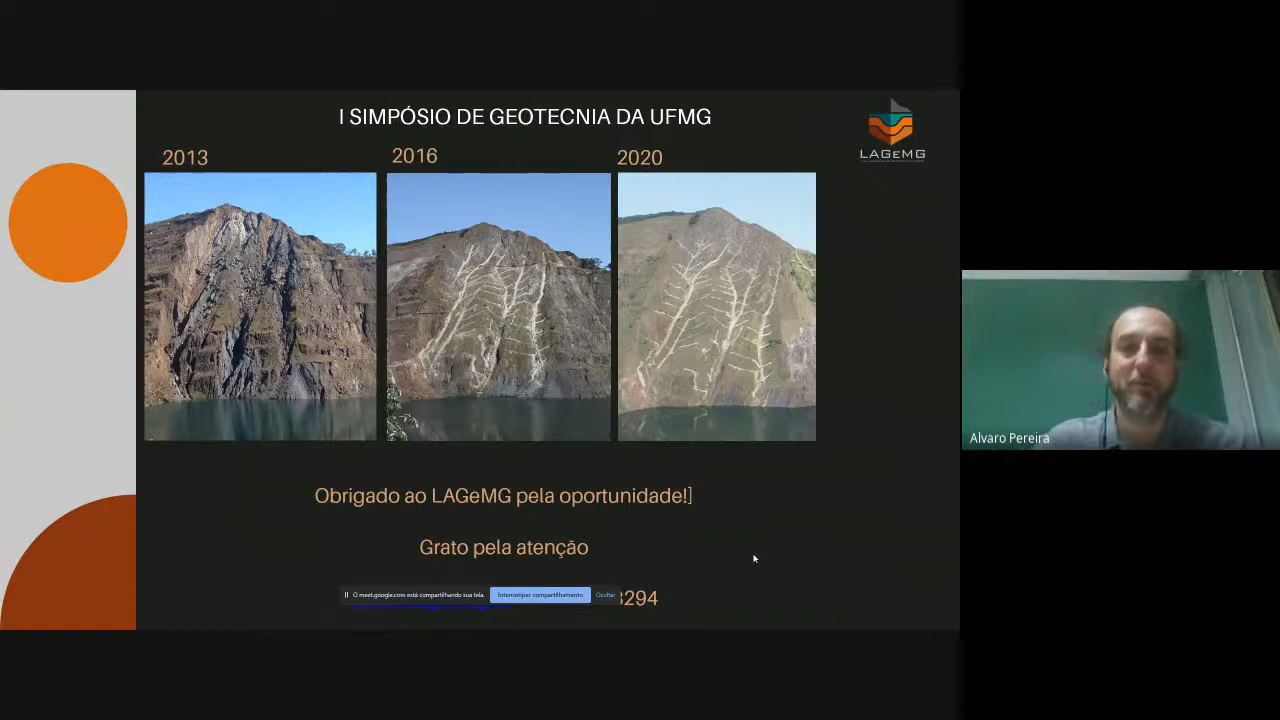 I SIMPÓSIO DE GEOTECNIA DA UFMG
LAGeMG
2013
2016
2020
Alvaro Pereira
Obrigado ao LAGeMG pela oportunidade!]
Grato pela atenção
O meet.google.com está compartilhando sua tela.
Interromper compartilhamento
Ocultar
3294